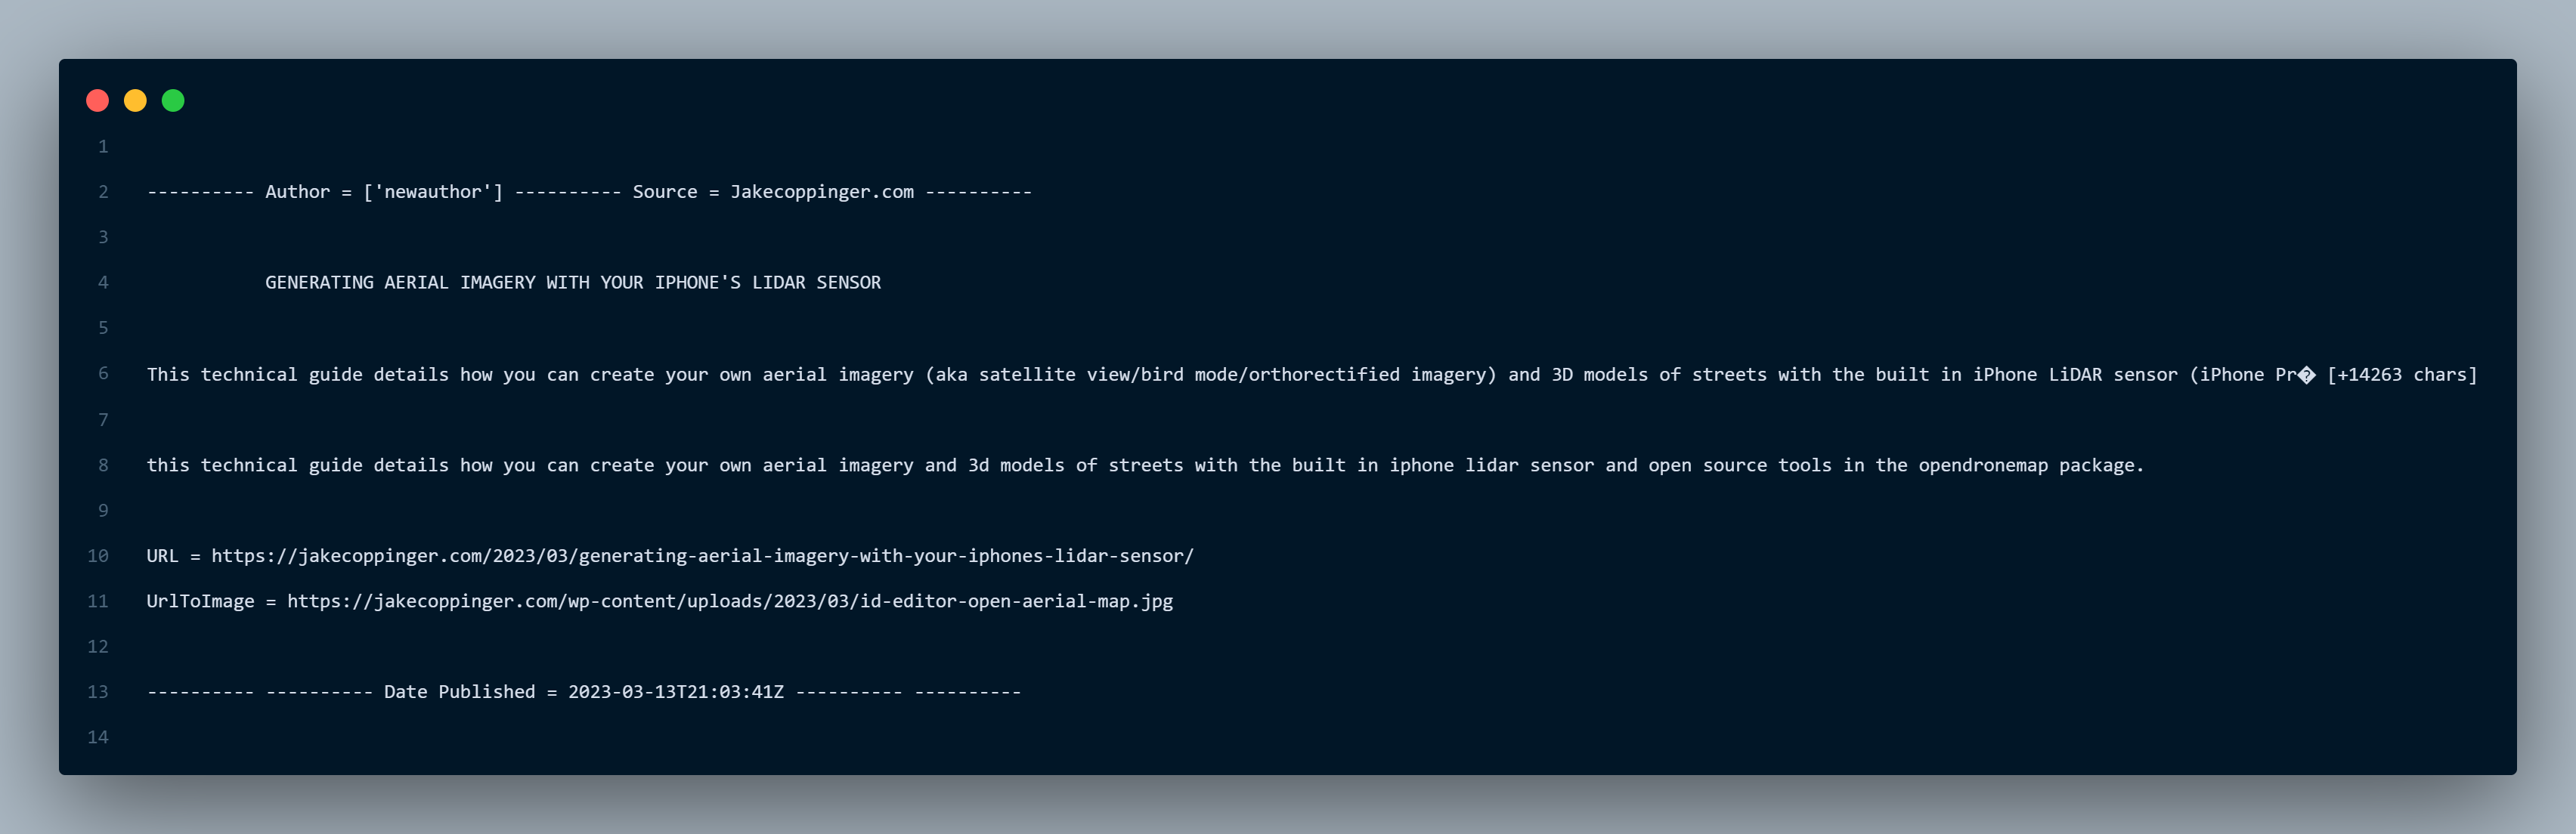 1
2 ---------- Author = ['newauthor'] ---------- Source = Jakecoppinger.com ----------
3
4 GENERATING AERIAL IMAGERY WITH YOUR IPHONE'S LIDAR SENSOR
5
6 This technical guide details how you can create your own aerial imagery (aka satellite view/bird mode/orthorectified imagery) and 3D models of streets with the built in iPhone LiDAR sensor (iPhone Pr� [+14263 chars]
7
8 this technical guide details how you can create your own aerial imagery and 3d models of streets with the built in iphone lidar sensor and open source tools in the opendronemap package.
9
10 URL = https://jakecoppinger.com/2023/03/generating-aerial-imagery-with-your-iphones-lidar-sensor/
11 UrlToImage = https://jakecoppinger.com/wp-content/uploads/2023/03/id-editor-open-aerial-map.jpg
12
13 ---------- ---------- Date Published = 2023-03-13T21:03:41Z ---------- ----------
14